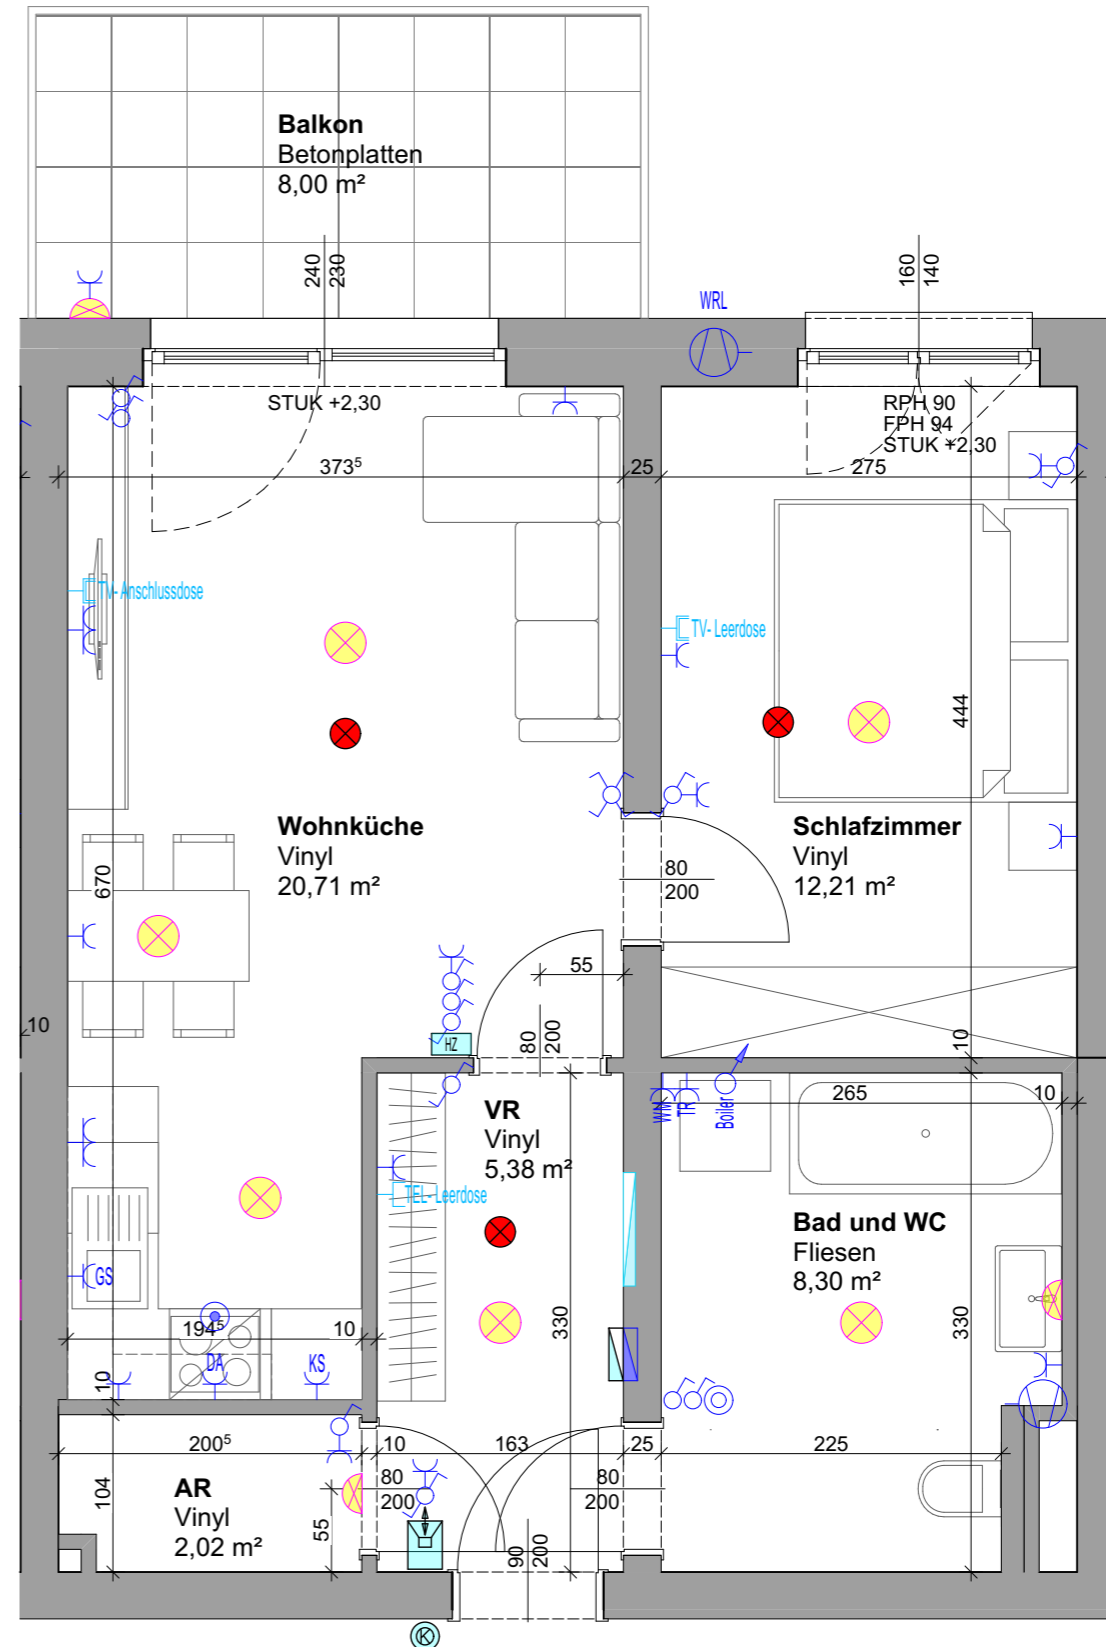 Balkon
Betonplatten
8,00 m²
240
230
160
140
WRL
STUK +2,30
RPH 90
FPH 94
STUK +2,30
373⁵
25
275
TV- Anschlussdose
TV- Leerdose
444
Wohnküche
Vinyl
20,71 m²
Schlafzimmer
Vinyl
12,21 m²
670
80
200
55
10
HZ
80
200
10
VR
Vinyl
5,38 m²
WM
TR
Boiler
265
10
TEL- Leerdose
Bad und WC
Fliesen
8,30 m²
GS
194⁵
10
330
330
DA
KS
10
200⁵
10
163
25
225
104
AR
Vinyl
2,02 m²
55
80
200
80
200
90
200
K